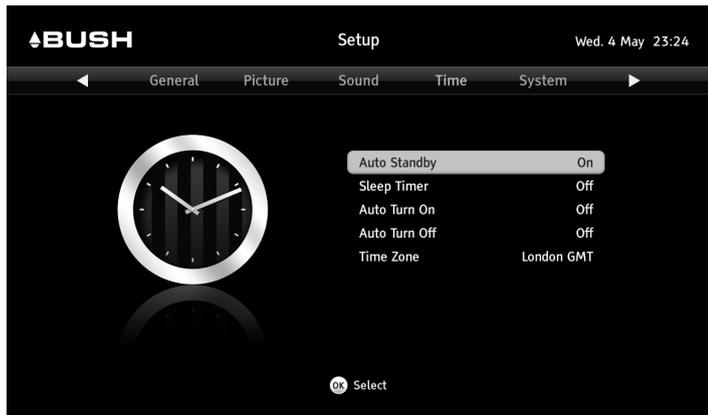 BUSH
Setup
Wed. 4 May 23:24
General Picture Sound Time System
Auto Standby On
Sleep Timer Off
Auto Turn On Off
Auto Turn Off Off
Time Zone London GMT
OK Select